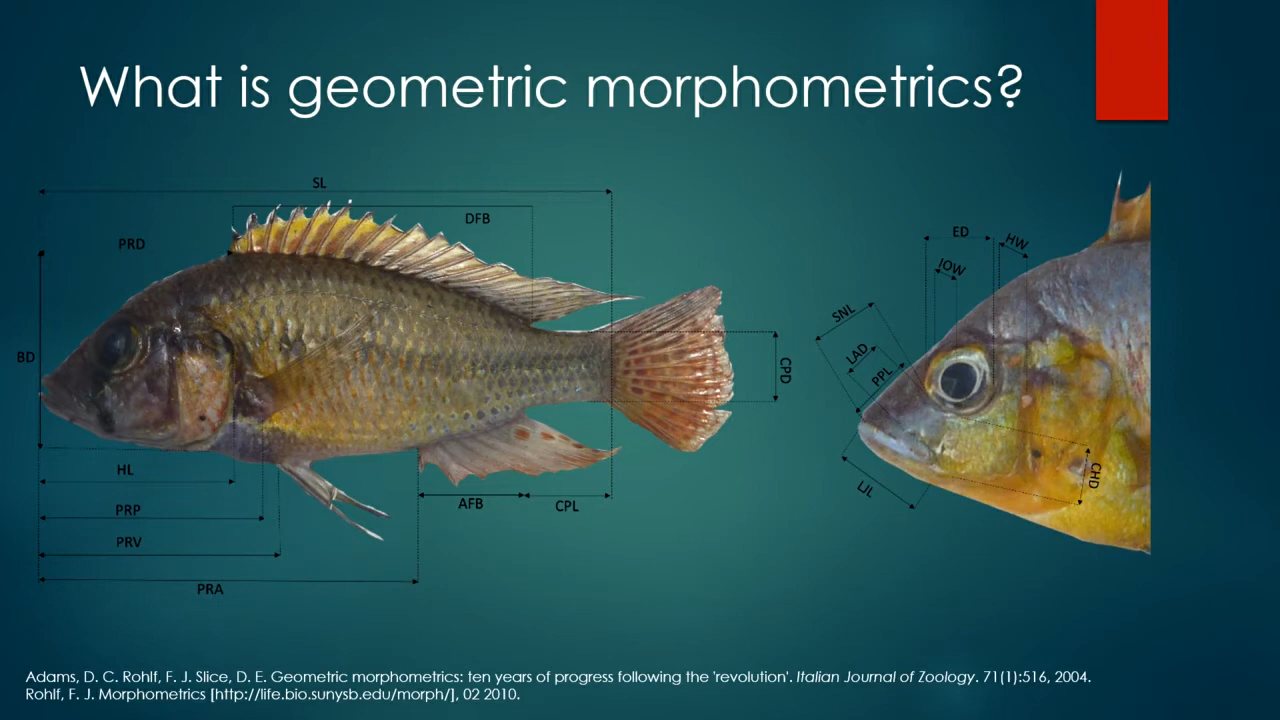 What is geometric morphometrics?
SL
DFB
PRD
BD
CPD
HL
PRP
PRV
PRA
AFB
CPL
ED
HW
IOW
SNL
LAD
PPL
LJL
CHD
Adams, D. C. Rohlf, F. J. Slice, D. E. Geometric morphometrics: ten years of progress following the 'revolution'. Italian Journal of Zoology. 71(1):516, 2004.
Rohlf, F. J. Morphometrics [http://life.bio.sunysb.edu/morph/], 02 2010.